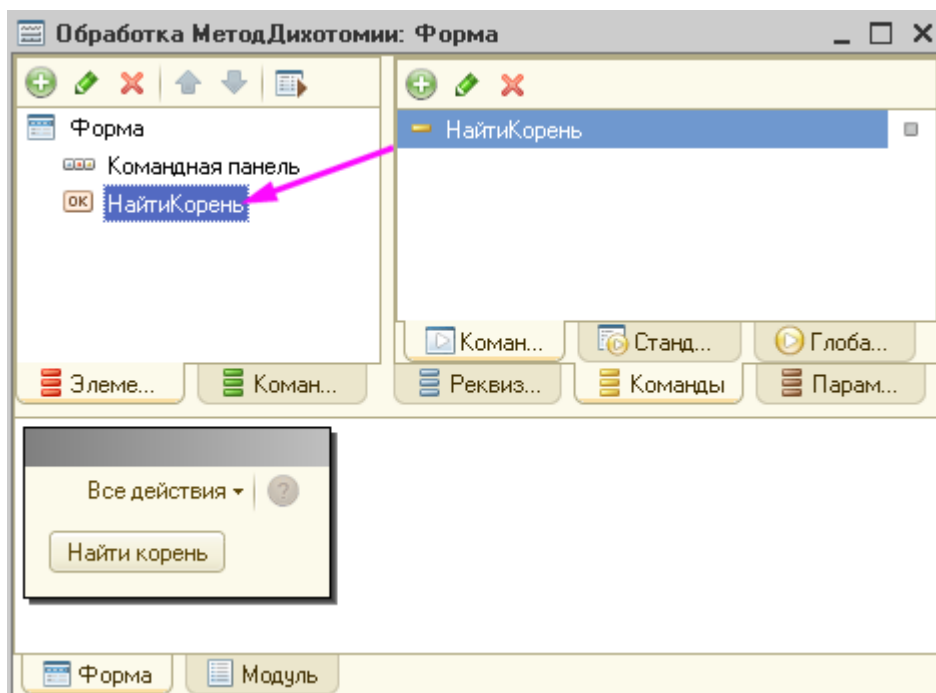 Обработка МетодДихотомии: Форма
Форма
Командная панель
OK НайтиКорень
НайтиКорень
Коман... Станд... Глоба...
Элеме... Коман...
Реквиз... Команды Парам...
Все действия
?
Найти корень
Форма Модуль